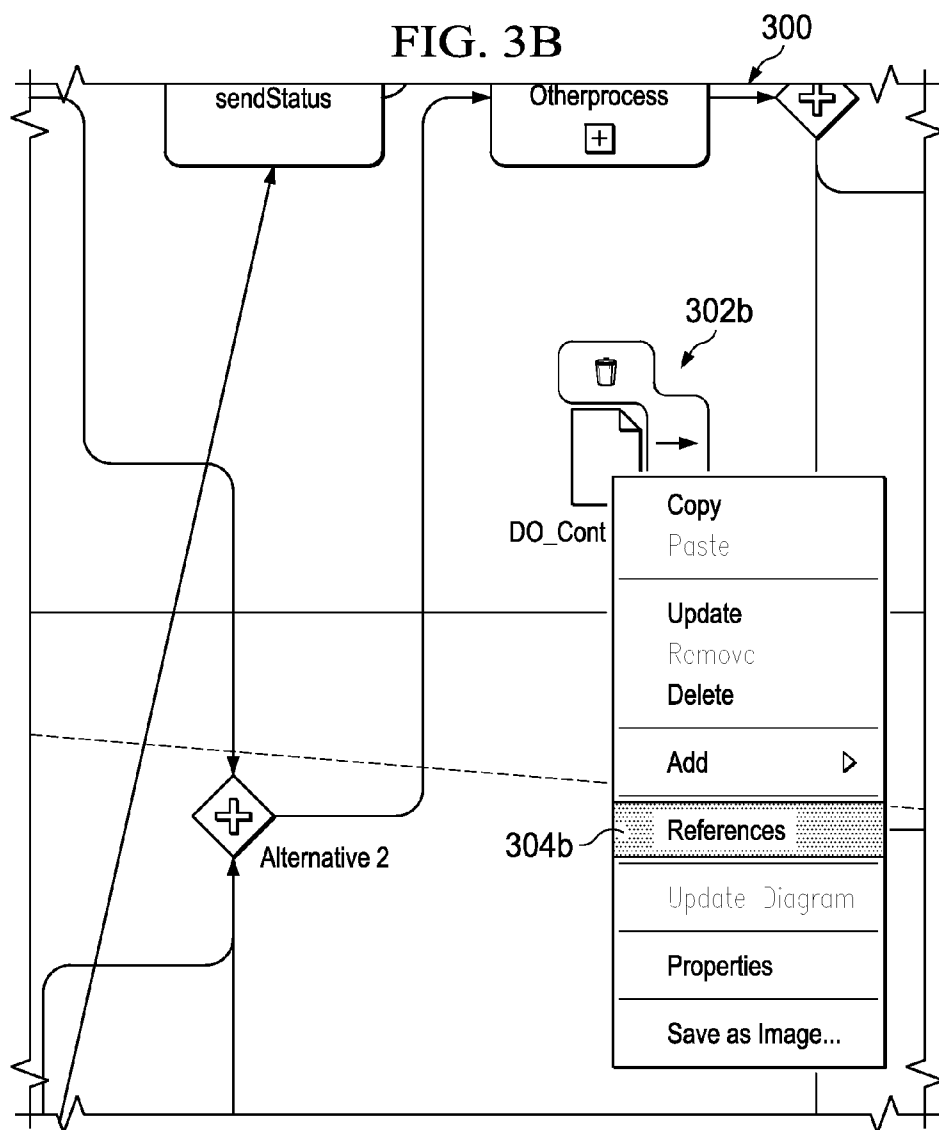 FIG. 3B
300
sendStatus
Otherprocess
302b
DO_Cont
Copy
Paste
Update
Remove
Delete
Add
304b
References
Alternative 2
Update Diagram
Properties
Save as Image...